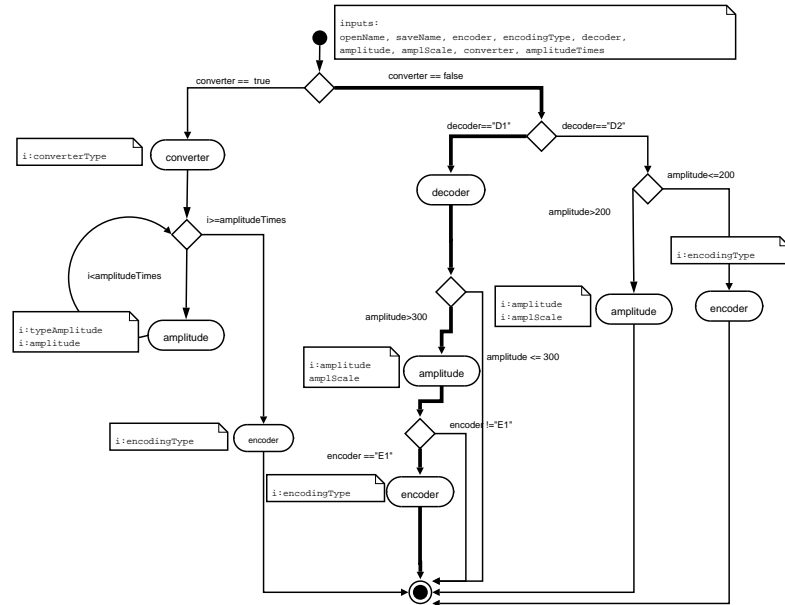 inputs:
openName, saveName, encoder, encodingType, decoder,
amplitude, amplScale, converter, amplitudeTimes
converter ==  true
converter == false
decoder=="D1"
decoder=="D2"
i:converterType
converter
decoder
amplitude<=200
amplitude>200
i>=amplitudeTimes
i:encodingType
i<amplitudeTimes
i:typeAmplitude
i:amplitude
amplitude
amplitude>300
i:amplitude
i:amplScale
amplitude
encoder
amplitude <= 300
i:amplitude
amplScale
amplitude
encoder !="E1"
i:encodingType
encoder
encoder =="E1"
i:encodingType
encoder